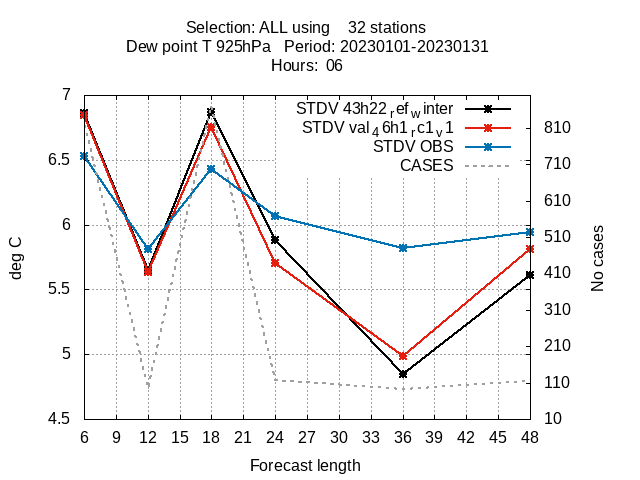 Selection: ALL using 32 stations
Dew point T 925hPa Period: 20230101-20230131
Hours: 06
STDV 43h22refwinter
STDV val46h1rc1v1
STDV OBS
CASES
7
6.5
6
5.5
5
4.5
deg C
810
710
610
510
410
310
210
110
10
No cases
6 9 12 15 18 21 24 27 30 33 36 39 42 45 48
Forecast length